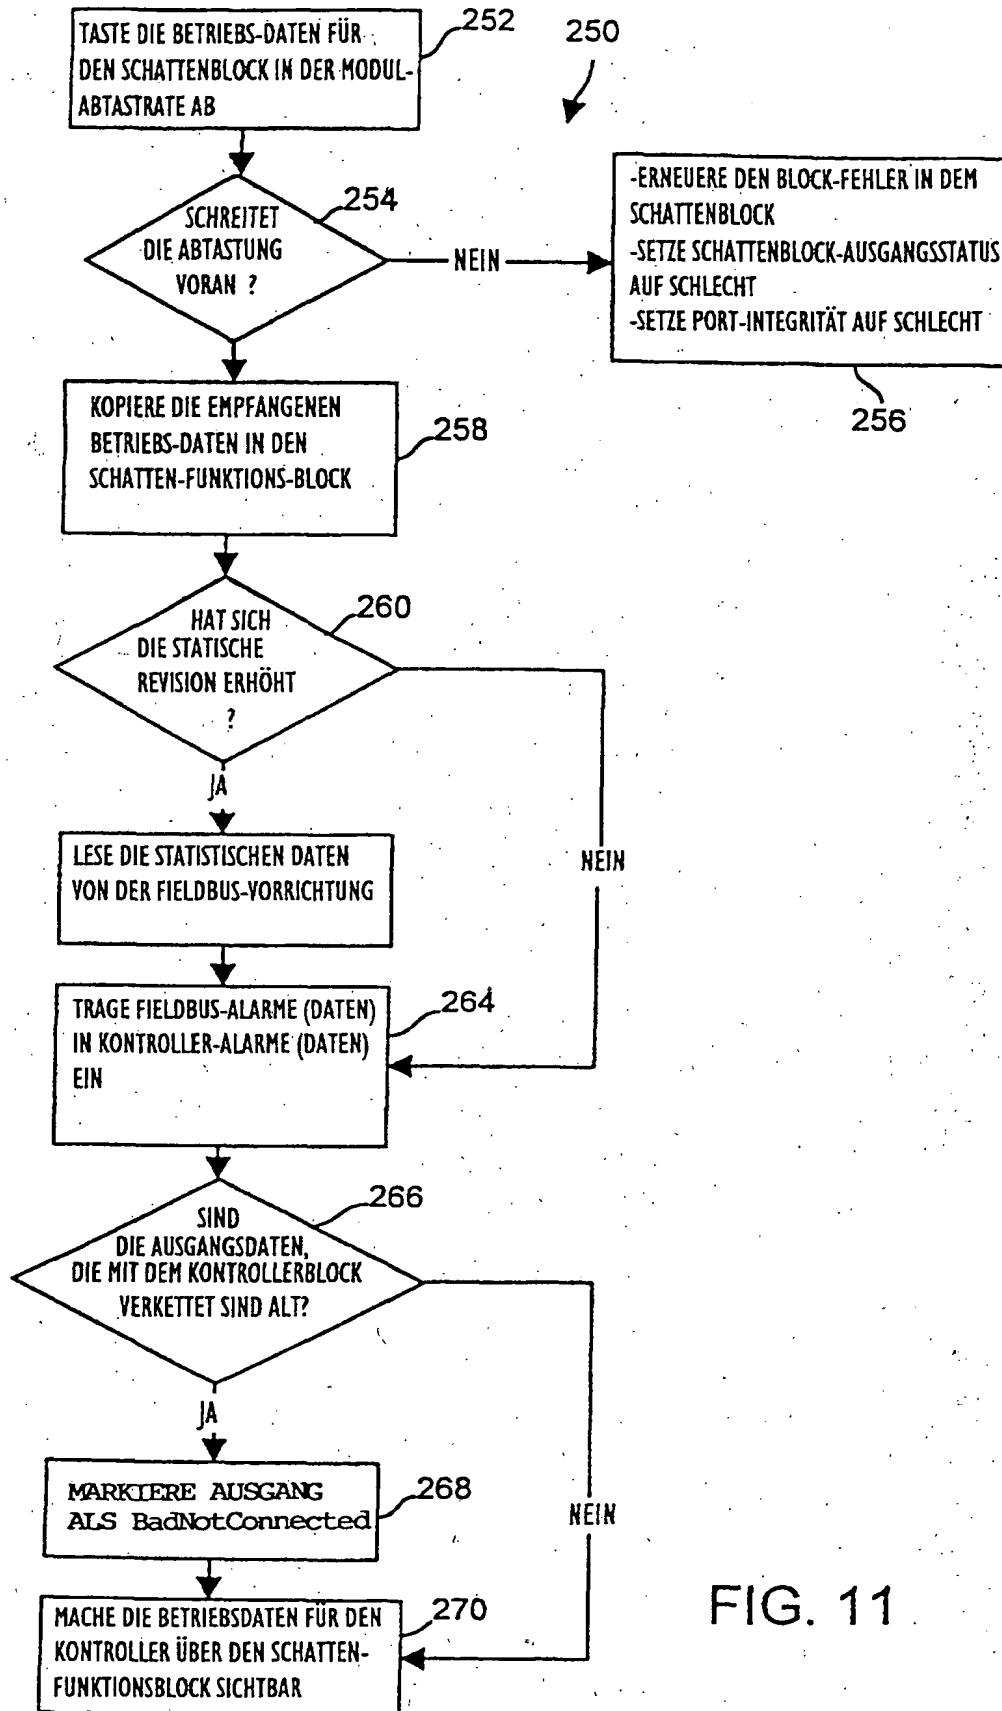 TASTE DIE BETRIEBS-DATEN FÜR
DEN SCHATTENBLOCK IN DER MODUL-
ABTASTRATE AB
252
250
SCHREITET
DIE ABTASTUNG
VORAN ?
254
NEIN
-ERNEUERE DEN BLOCK-FEHLER IN DEM
SCHATTENBLOCK
-SETZE SCHATTENBLOCK-AUSGANGSSTATUS
AUF SCHLECHT
-SETZE PORT-INTEGRITÄT AUF SCHLECHT
256
KOPIERE DIE EMPFANGENEN
BETRIEBS-DATEN IN DEN
SCHATTEN-FUNKTIONS-BLOCK
258
HAT SICH
DIE STATISCHE
REVISION ERHÖHT
?
260
JA
NEIN
LESE DIE STATISTISCHEN DATEN
VON DER FIELDBUS-VORRICHTUNG
TRAGE FIELDBUS-ALARME (DATEN)
IN KONTROLLER-ALARME (DATEN)
EIN
264
SIND
DIE AUSGANGSDATEN,
DIE MIT DEM KONTROLLERBLOCK
VERKETTET SIND ALT?
266
JA
NEIN
MARKIERE AUSGANG
ALS BadNotConnected
268
MACHE DIE BETRIEBSDATEN FÜR DEN
KONTROLLER ÜBER DEN SCHATTEN-
FUNKTIONSBLOCK SICHTBAR
270
FIG. 11